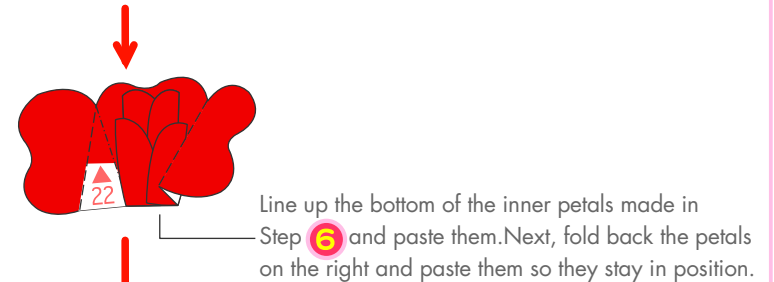 22
Line up the bottom of the inner petals made in
Step 6 and paste them.Next, fold back the petals
on the right and paste them so they stay in position.